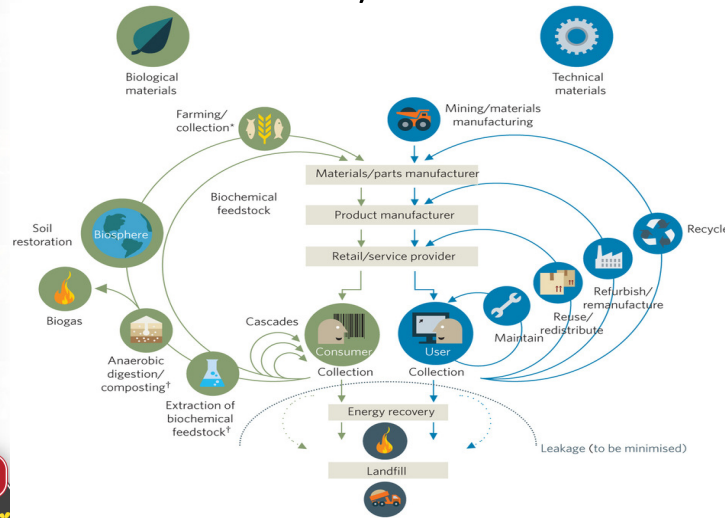 Biological
materials
Technical
materials
Farming/
collection*
Mining/materials
manufacturing
Materials/parts manufacturer
Biochemical
feedstock
Product manufacturer
Soil
restoration
Biosphere
Recycle
Retail/service provider
Refurbish/
remanufacture
Biogas
Reuse/
redistribute
Cascades
Maintain
Consumer
User
Anaerobic
digestion/
composting†
Collection
Collection
Extraction of
biochemical
feedstock†
Energy recovery
Leakage (to be minimised)
Landfill